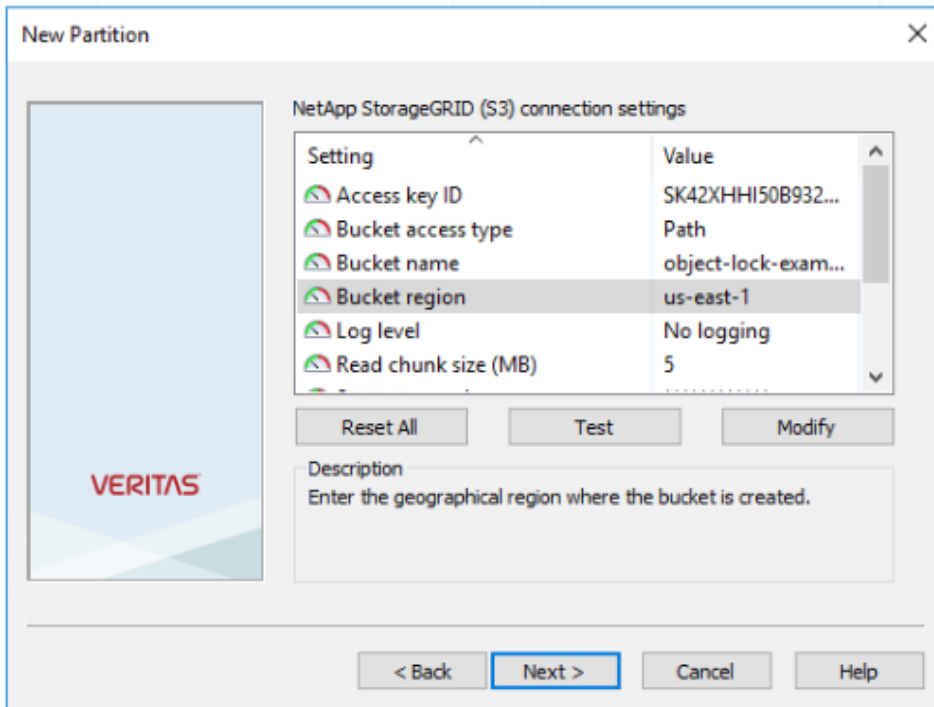 New Partition
NetApp StorageGRID (S3) connection settings
Setting Value
Access key ID SK42XHHI50B932...
Bucket access type Path
Bucket name object-lock-exam...
Bucket region us-east-1
Log level No logging
Read chunk size (MB) 5
Reset All Test Modify
VERITAS
Description
Enter the geographical region where the bucket is created.
< Back Next > Cancel Help